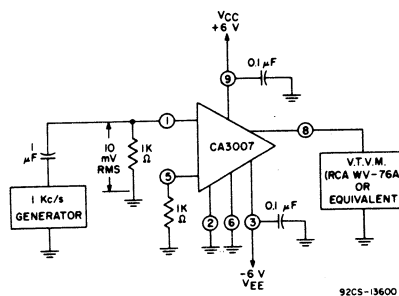 VCC
+6 V
0.1 µF
9
1
CA3007
8
1
µF
10
mV
RMS
1K
Ω
5
1K
Ω
2
6
3
0.1 µF
V.T.V.M.
(RCA WV-76A
OR
EQUIVALENT
1 Kc/s
GENERATOR
-6 V
VEE
92CS-13600